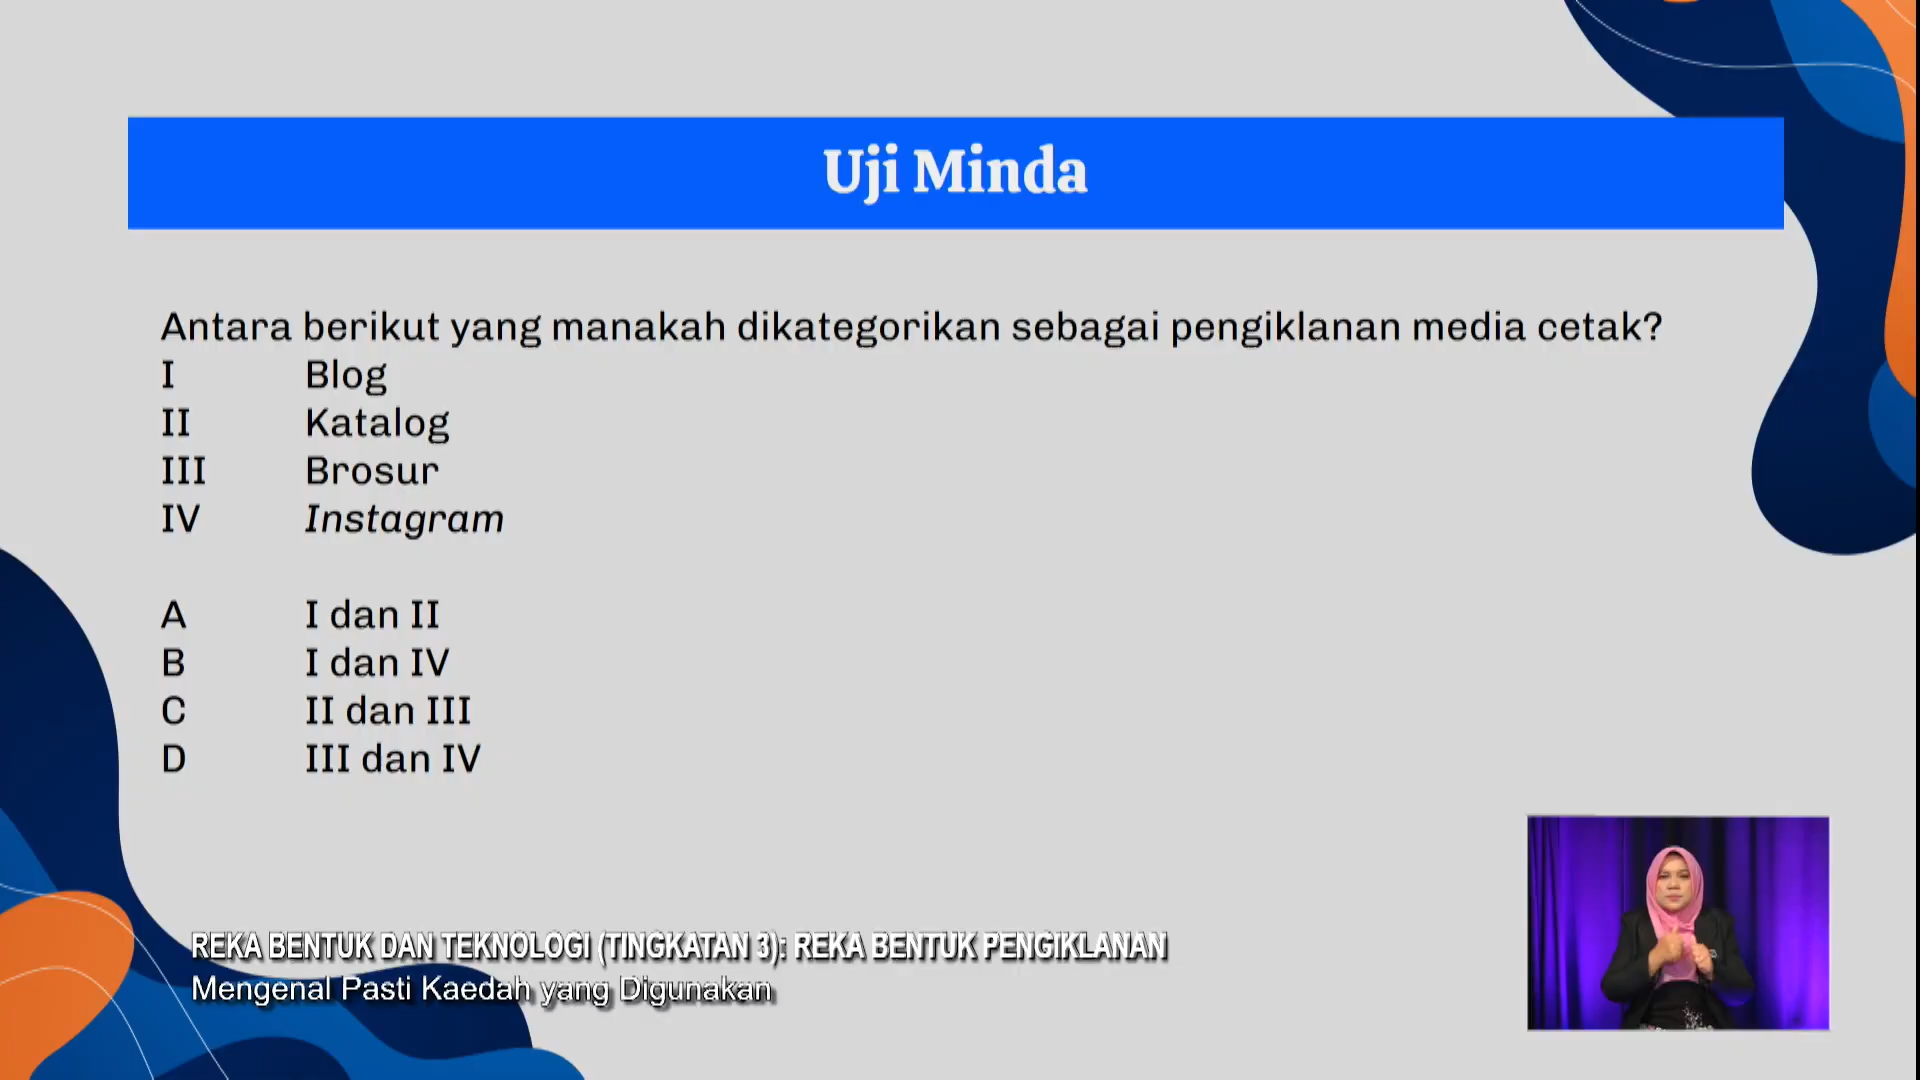 Uji Minda
Antara berikut yang manakah dikategorikan sebagai pengiklanan media cetak?
I Blog
II Katalog
III Brosur
IV Instagram
A I dan II
B I dan IV
C II dan III
D III dan IV
REKA BENTUK DAN TEKNOLOGI (TINGKATAN 3): REKA BENTUK PENGIKLANAN
Mengenal Pasti Kaedah yang Digunakan